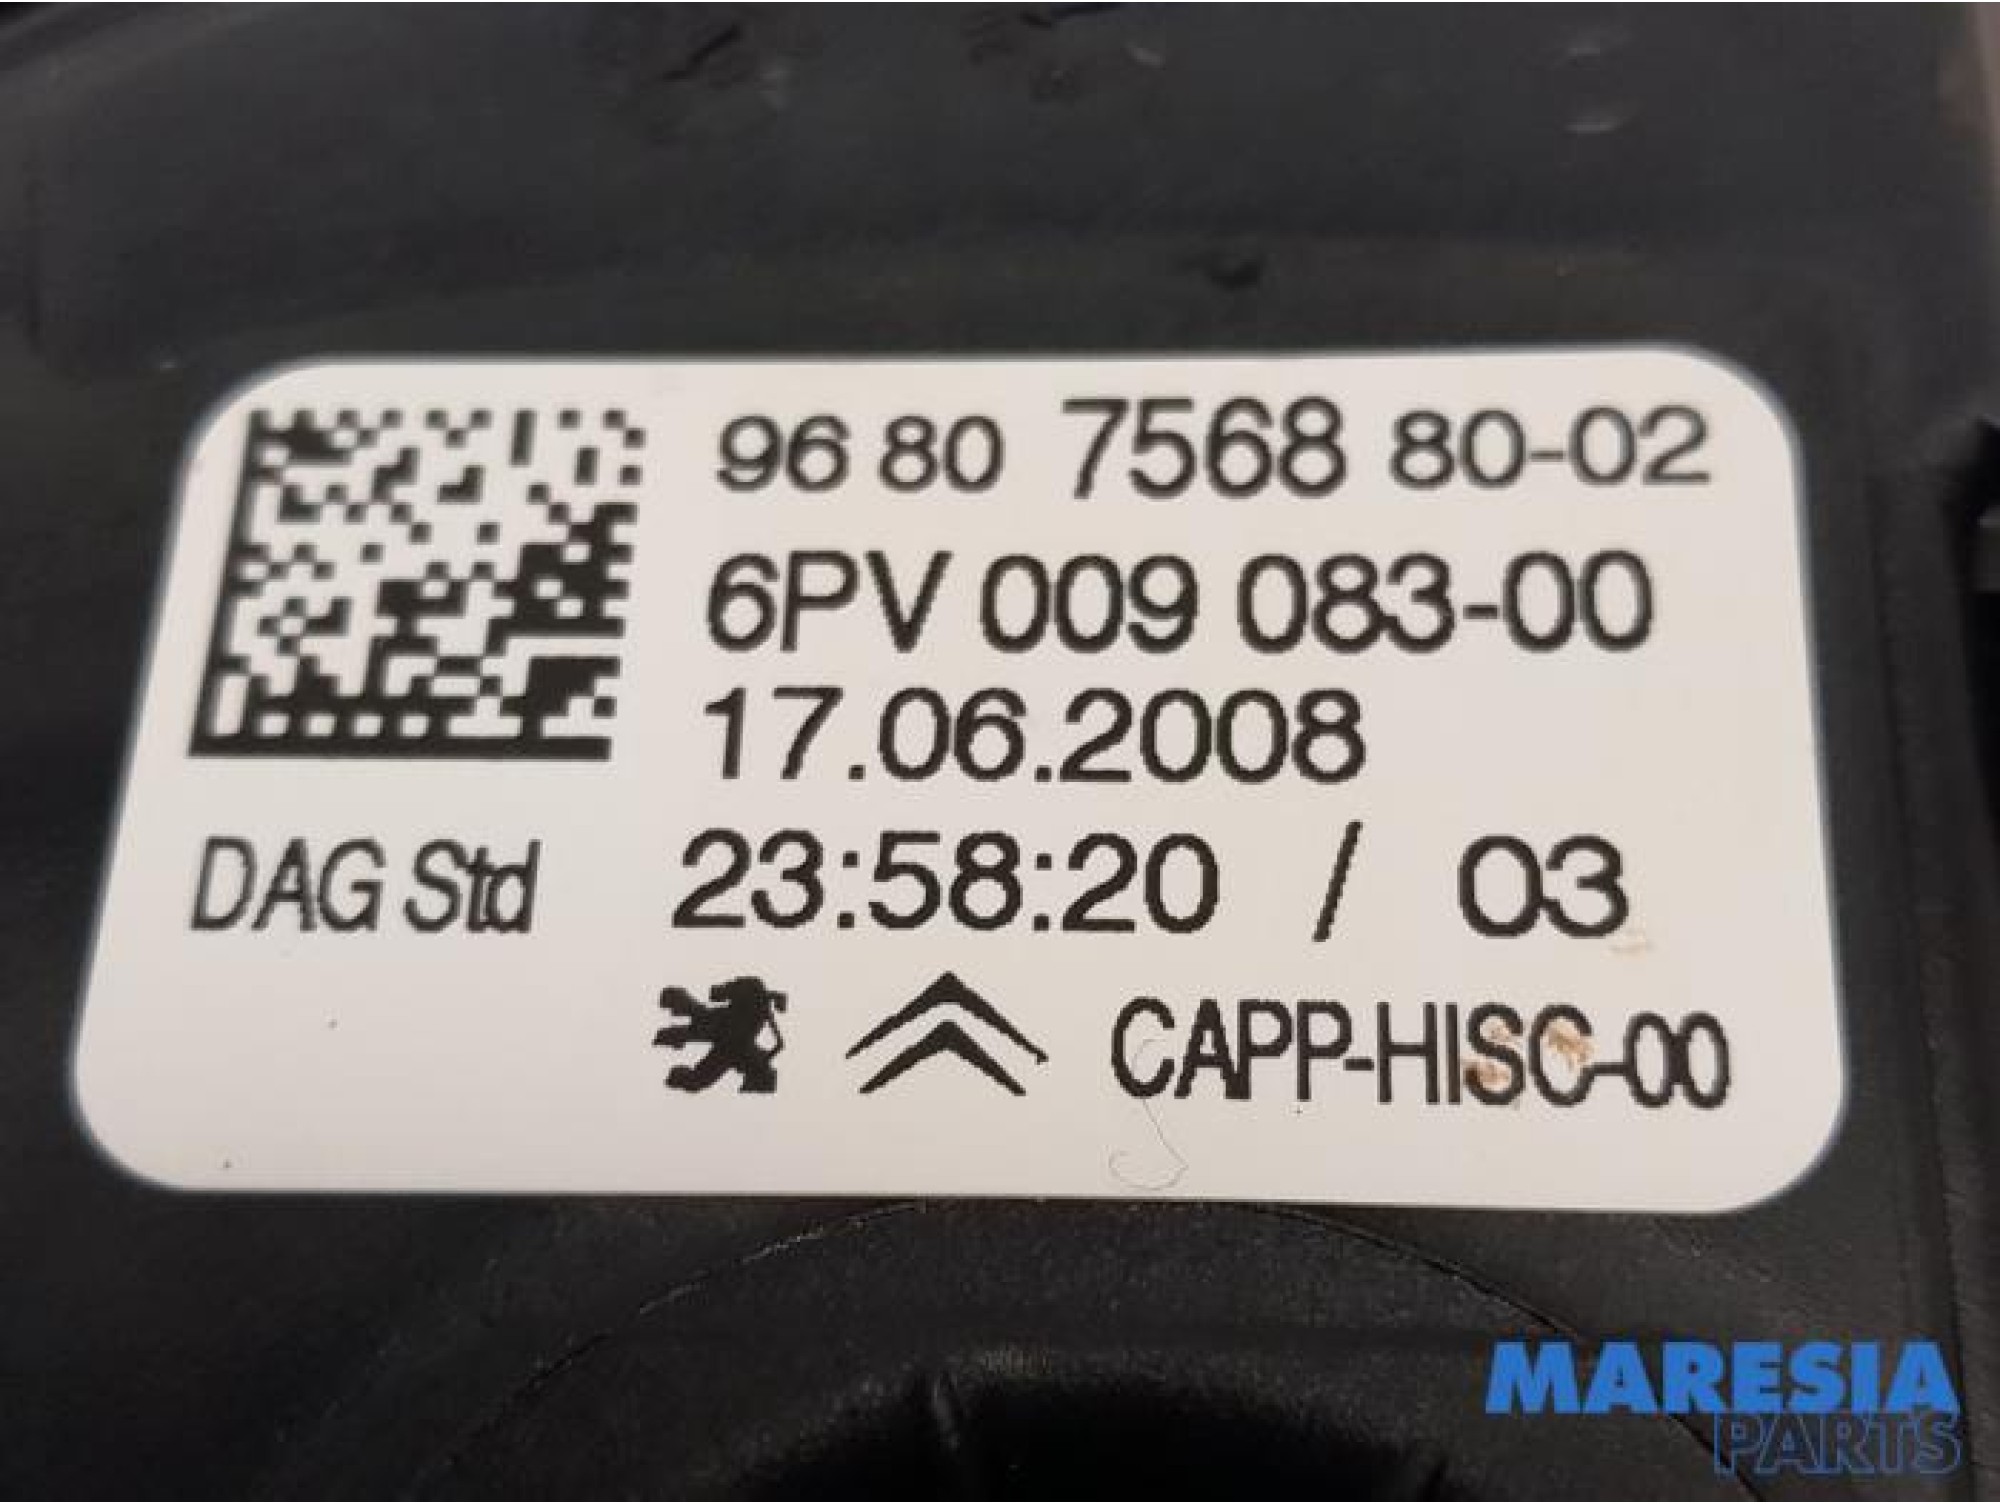 96 80 7568 80-02
6PV 009 083-00
17.06.2008
DAG Std 23:58:20 / 03
CAPP-HISC-00
MARESIA
PARTS